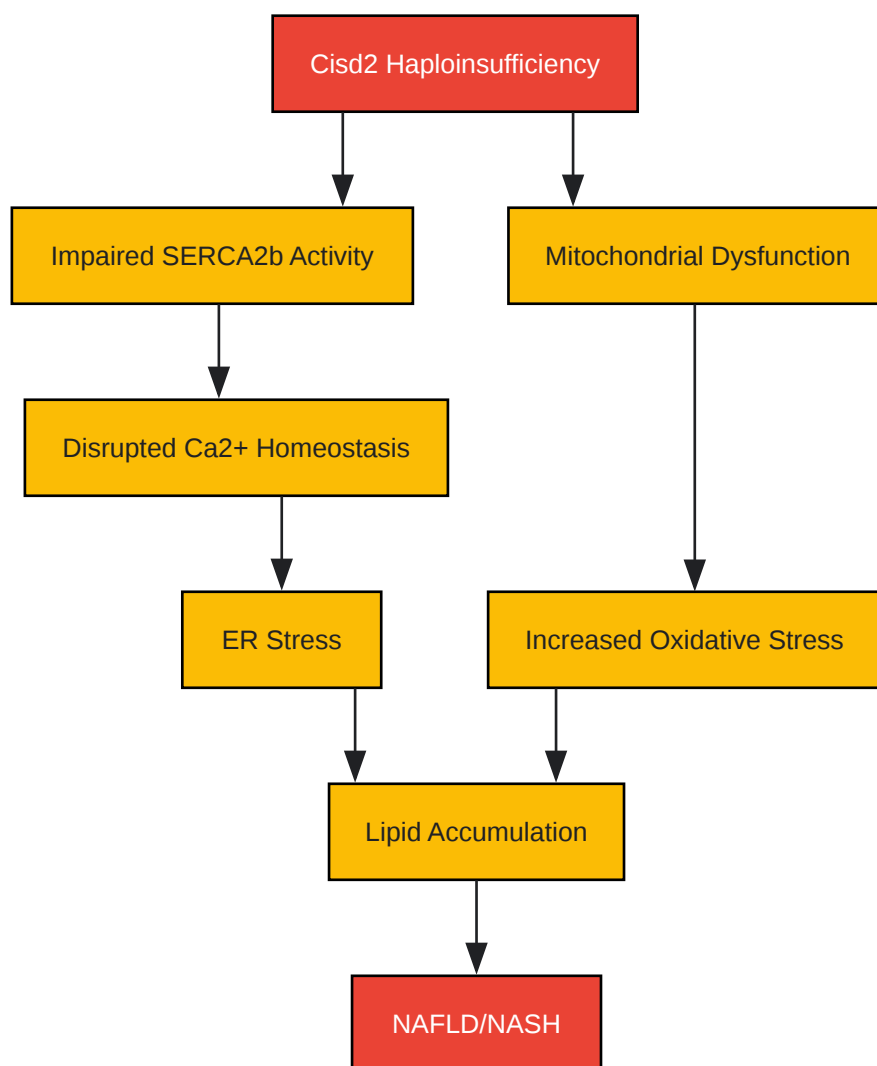 Cisd2 Haploinsufficiency
Impaired SERCA2b Activity
Mitochondrial Dysfunction
Disrupted Ca2+ Homeostasis
ER Stress
Increased Oxidative Stress
Lipid Accumulation
NAFLD/NASH